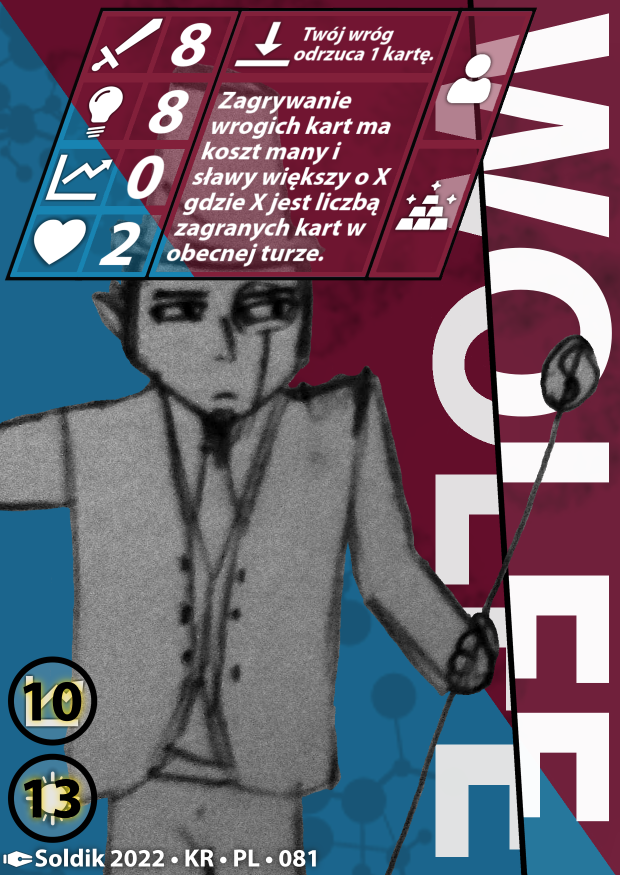 8
8
0
2
Twój wróg
odrzuca 1 kartę.
Zagrywanie
wrogich kart ma
koszt many i
sławy większy o X
gdzie X jest liczbą
zagranych kart w
obecnej turze.
WOLFE
10
13
Soldik 2022 • KR • PL • 081